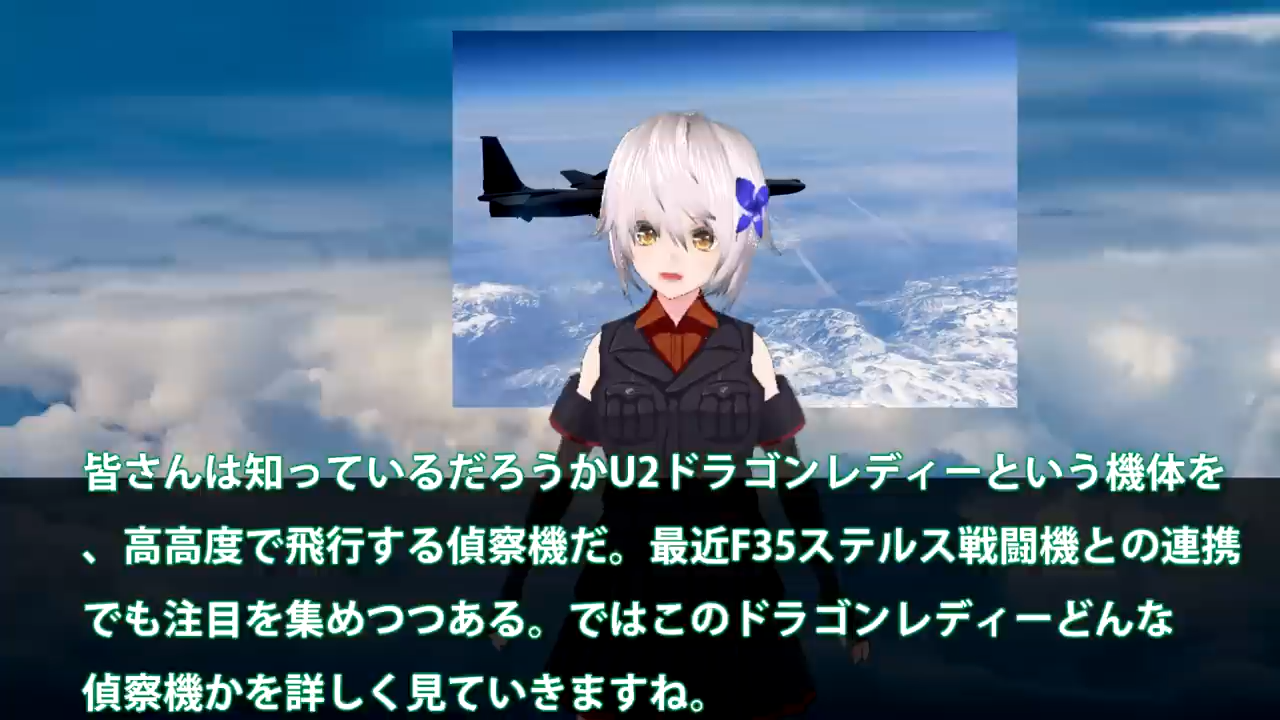 皆さんは知っているだろうかU2ドラゴンレディーという機体を
、高高度で飛行する偵察機だ。最近F35ステルス戦闘機との連携
でも注目を集めつつある。ではこのドラゴンレディーどんな
偵察機かを詳しく見ていきますね。